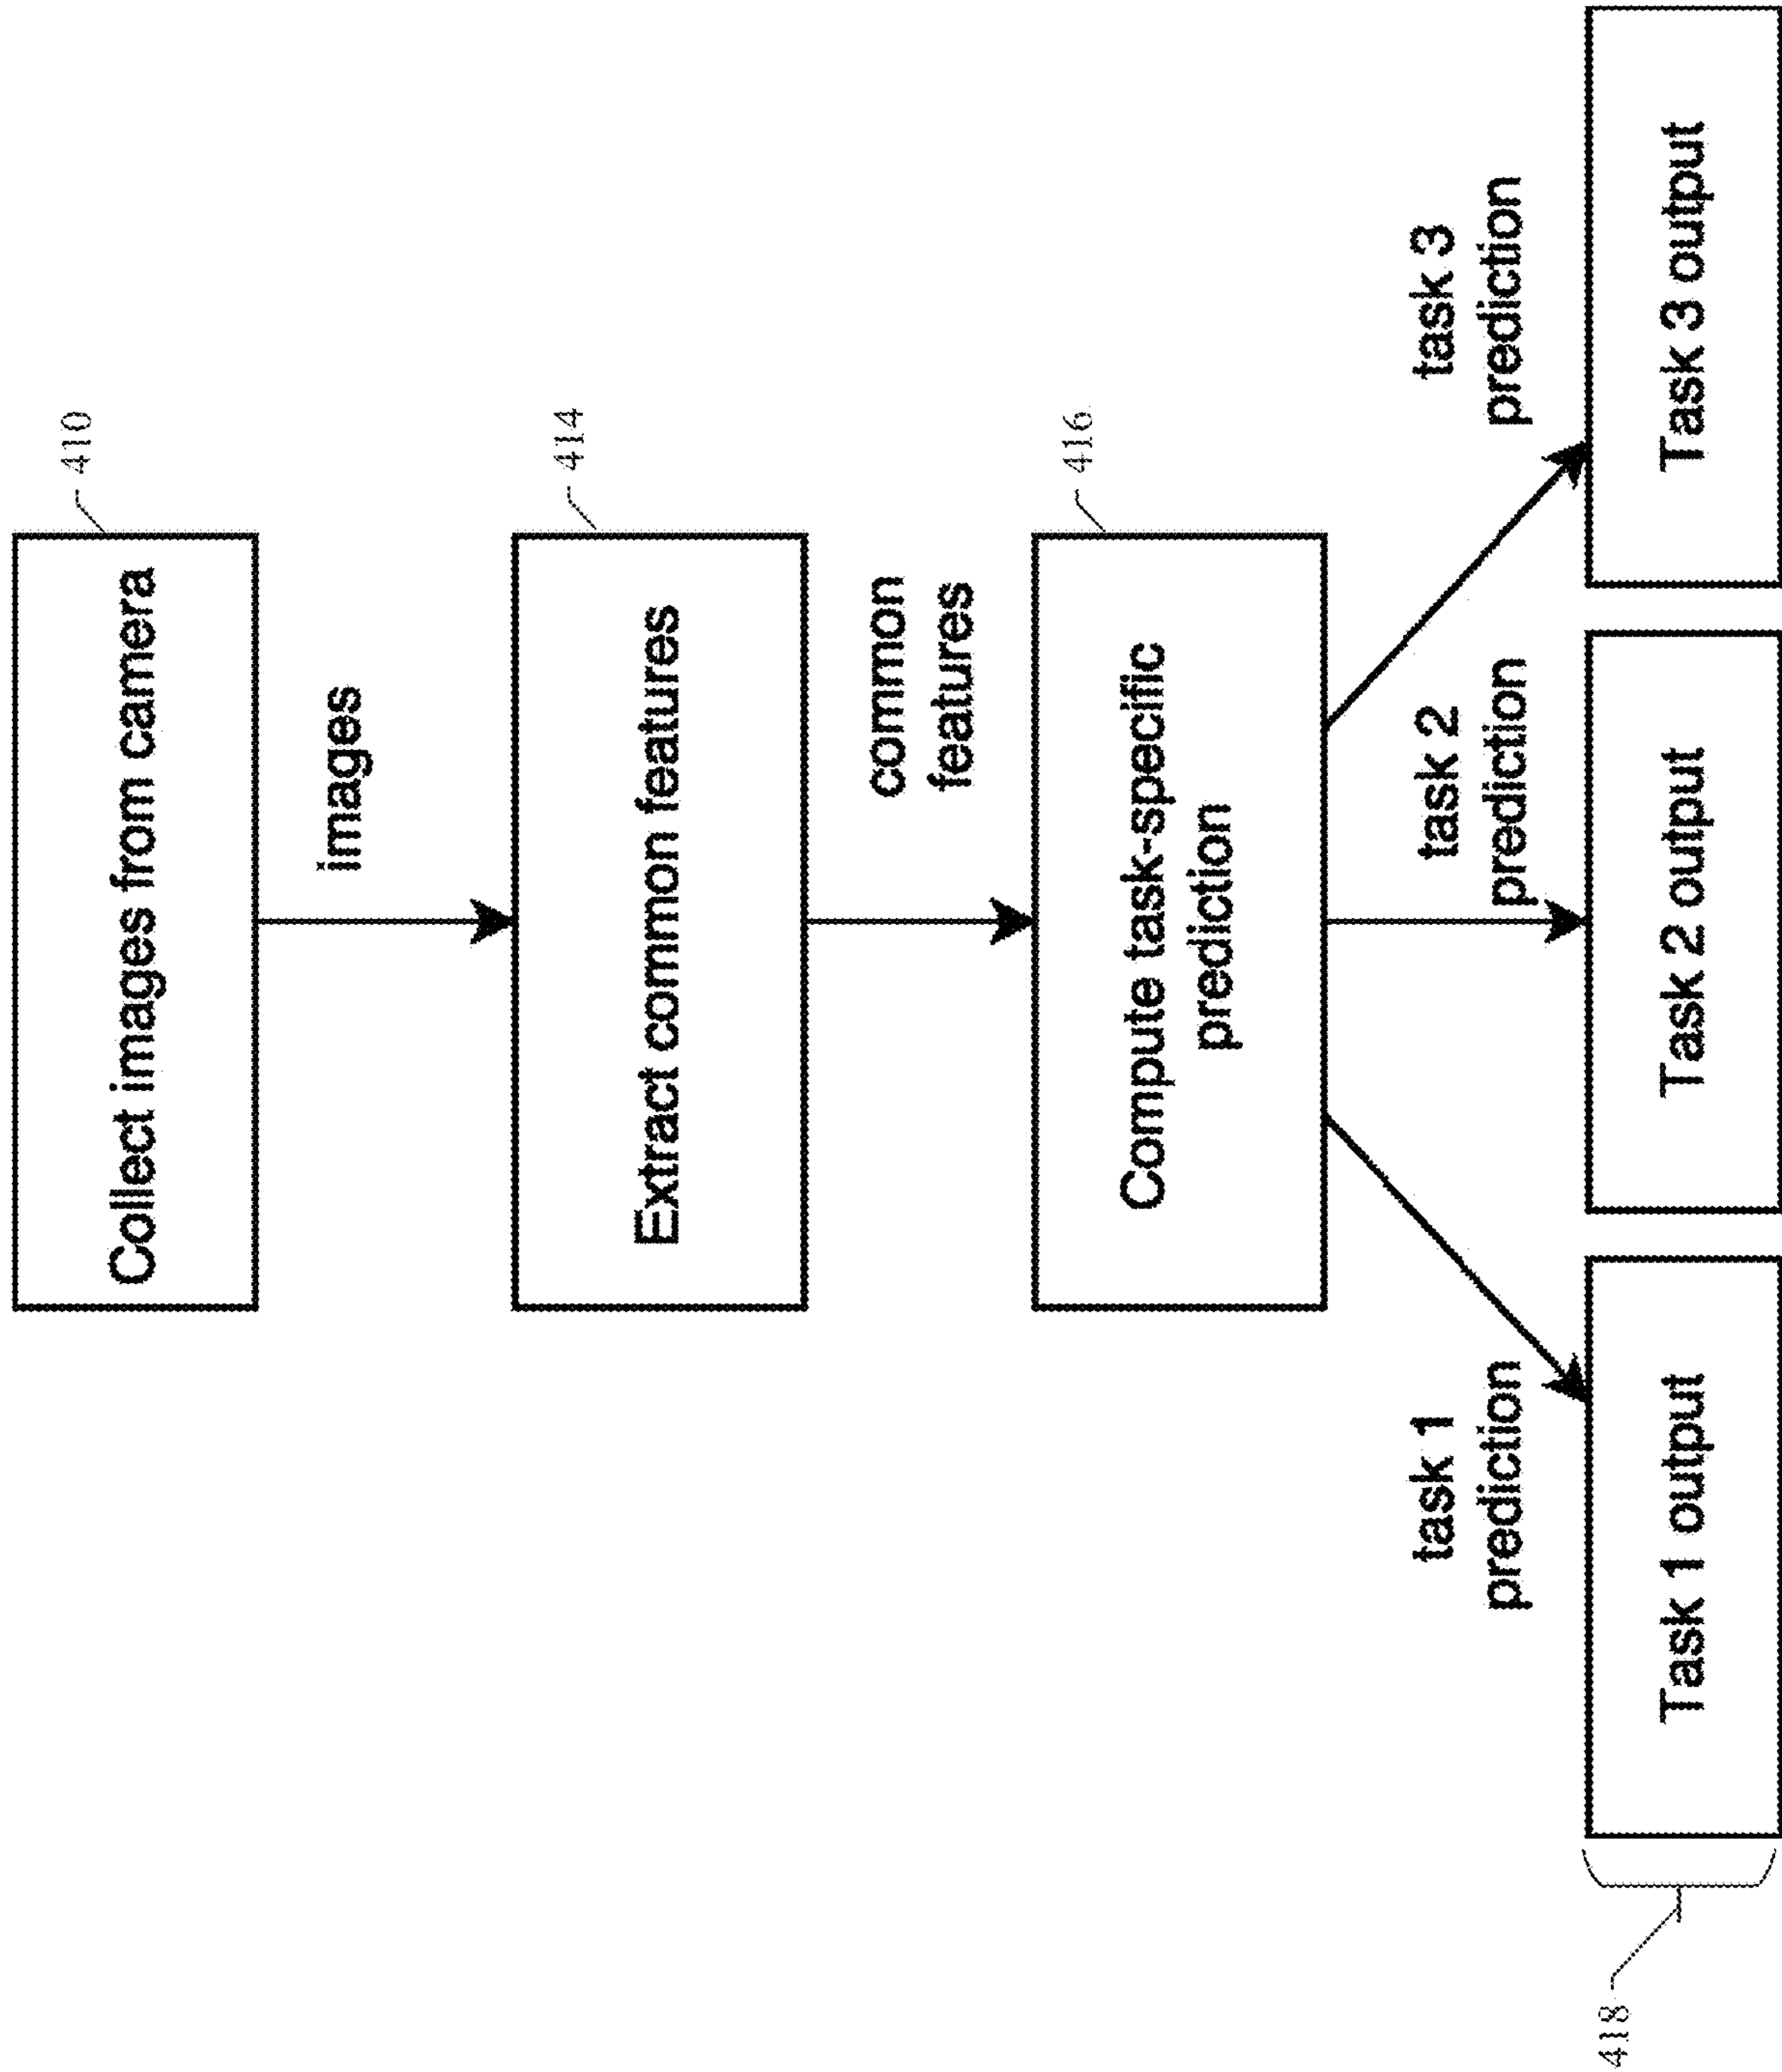 Collect images from camera
410
images
Extract common features
414
common
features
Compute task-specific
prediction
416
task 1
prediction
task 2
prediction
task 3
prediction
Task 1 output
Task 2 output
Task 3 output
418